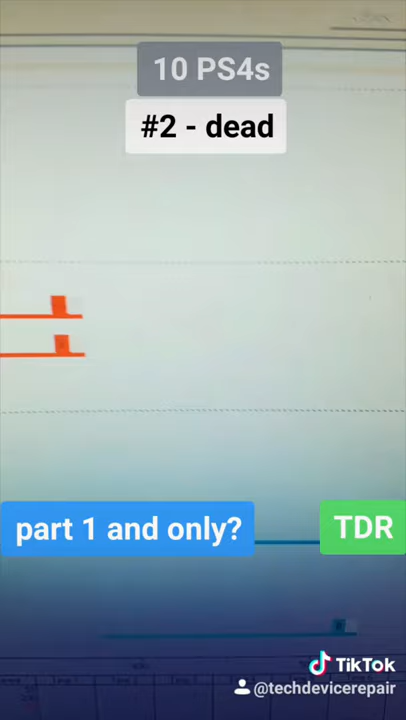 10 PS4s
#2 - dead
part 1 and only?
TDR
TikTok
@techdevicerepair